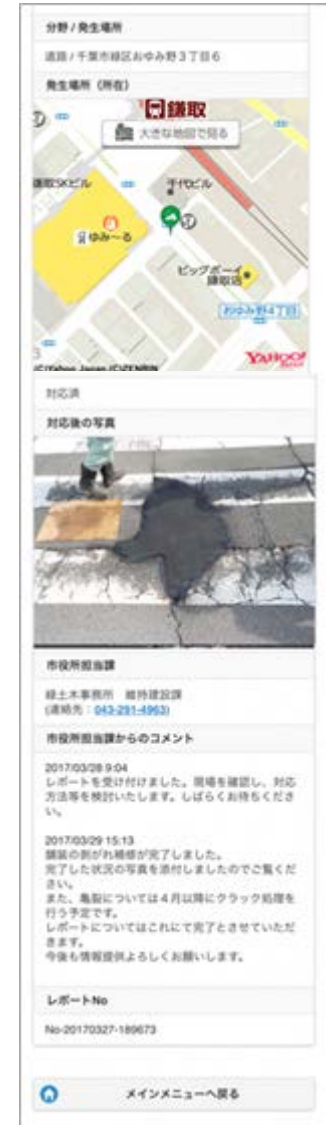 分野 / 発生場所
道路 / 千葉市緑区おゆみ野3丁目6
発生場所（所在）
鎌取
大きな地図で見る
鎌取SKビル
千代ビル
ゆみ～る
ビッグボーイ
鎌取店
おゆみ野4丁目
YAHOO!
(C)Yahoo Japan (C)ZENRIN
対応済
対応後の写真
市役所担当課
緑土木事務所 維持建設課
(連絡先：043-291-4963)
市役所担当課からのコメント
2017/03/28 9:04
レポートを受け付けました。現場を確認し、対応
方法等を検討いたします。しばらくお待ちくださ
い。
2017/03/29 15:13
舗装の剥がれ補修が完了しました。
完了した状況の写真を添付しましたのでご覧くだ
さい。
また、亀裂については4月以降にクラック処理を
行う予定です。
レポートについてはこれにて完了とさせていただ
きます。
今後も情報提供よろしくお願いします。
レポートNo
No-20170327-189673
メインメニューへ戻る